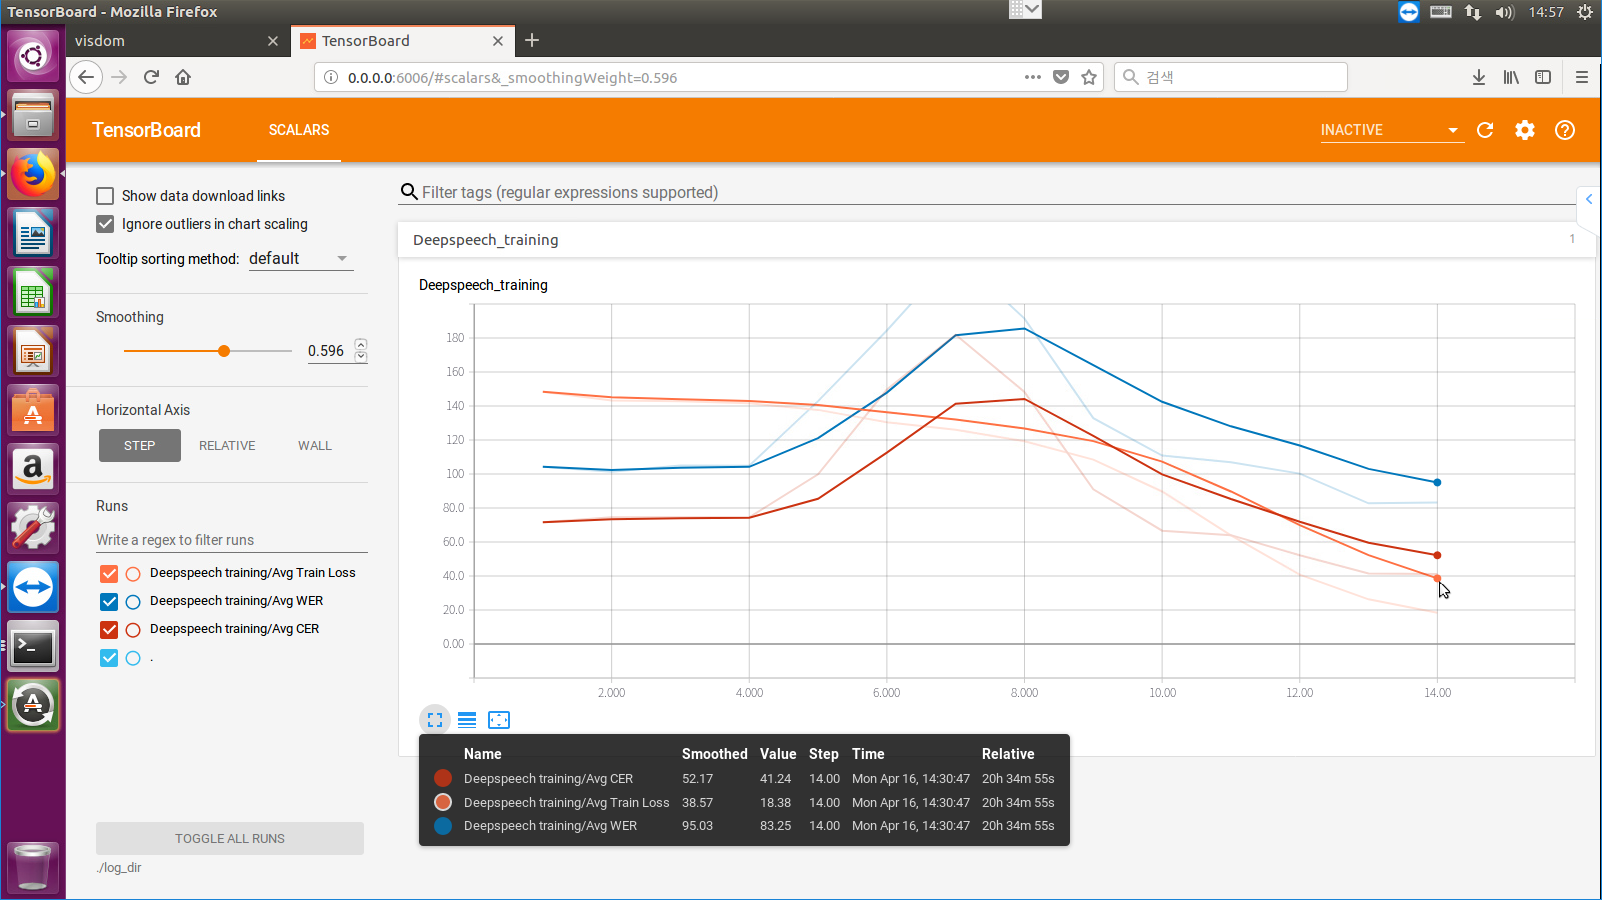 TensorBoard - Mozilla Firefox
14:57
visdom
TensorBoard
0.0.0.0:6006/#scalars&_smoothingWeight=0.596
검색
TensorBoard
SCALARS
INACTIVE
Show data download links
Ignore outliers in chart scaling
Tooltip sorting method: default
Smoothing
0.596
Horizontal Axis
STEP RELATIVE WALL
Runs
Write a regex to filter runs
Deepspeech training/Avg Train Loss
Deepspeech training/Avg WER
Deepspeech training/Avg CER
.
TOGGLE ALL RUNS
./log_dir
Filter tags (regular expressions supported)
Deepspeech_training 1
Deepspeech_training
180
160
140
120
100
80.0
60.0
40.0
20.0
0.00
2.000 4.000 6.000 8.000 10.00 12.00 14.00
Name Smoothed Value Step Time Relative
Deepspeech training/Avg CER 52.17 41.24 14.00 Mon Apr 16, 14:30:47 20h 34m 55s
Deepspeech training/Avg Train Loss 38.57 18.38 14.00 Mon Apr 16, 14:30:47 20h 34m 55s
Deepspeech training/Avg WER 95.03 83.25 14.00 Mon Apr 16, 14:30:47 20h 34m 55s